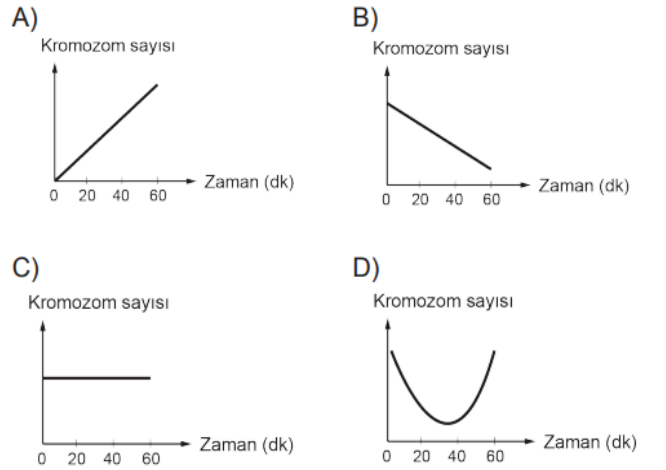 A)
Kromozom sayısı
Zaman (dk)
0 20 40 60
B)
Kromozom sayısı
Zaman (dk)
0 20 40 60
C)
Kromozom sayısı
Zaman (dk)
0 20 40 60
D)
Kromozom sayısı
Zaman (dk)
0 20 40 60